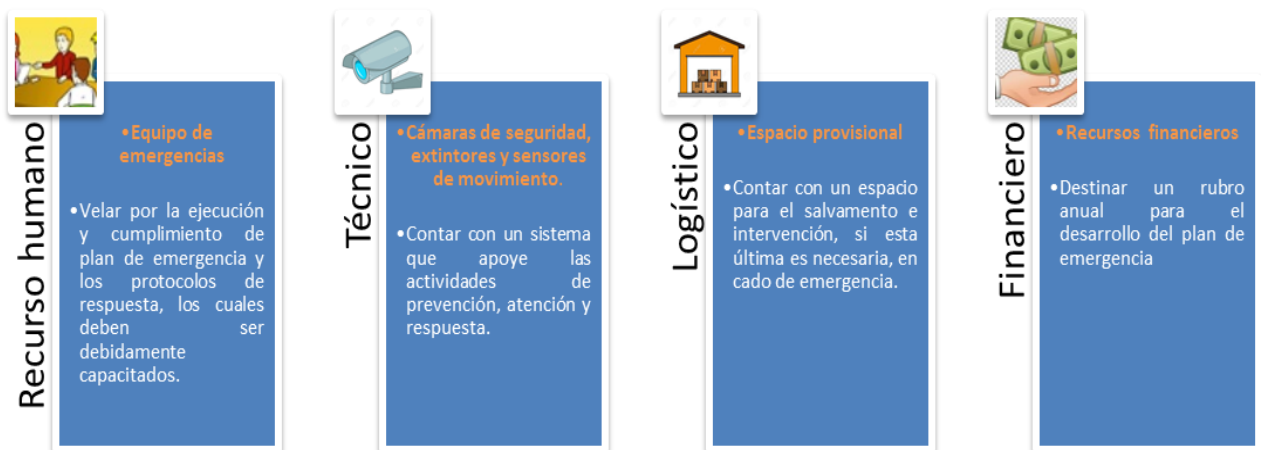 Recurso humano
•Equipo de
emergencias
•Velar por la ejecución
y cumplimiento de
plan de emergencia y
los protocolos de
respuesta, los cuales
deben ser
debidamente
capacitados.
Técnico
•Cámaras de seguridad,
extintores y sensores
de movimiento.
•Contar con un sistema
que apoye las
actividades de
prevención, atención y
respuesta.
Logístico
•Espacio provisional
•Contar con un espacio
para el salvamento e
intervención, si esta
última es necesaria, en
cado de emergencia.
Financiero
•Recursos financieros
•Destinar un rubro
anual para el
desarrollo del plan de
emergencia